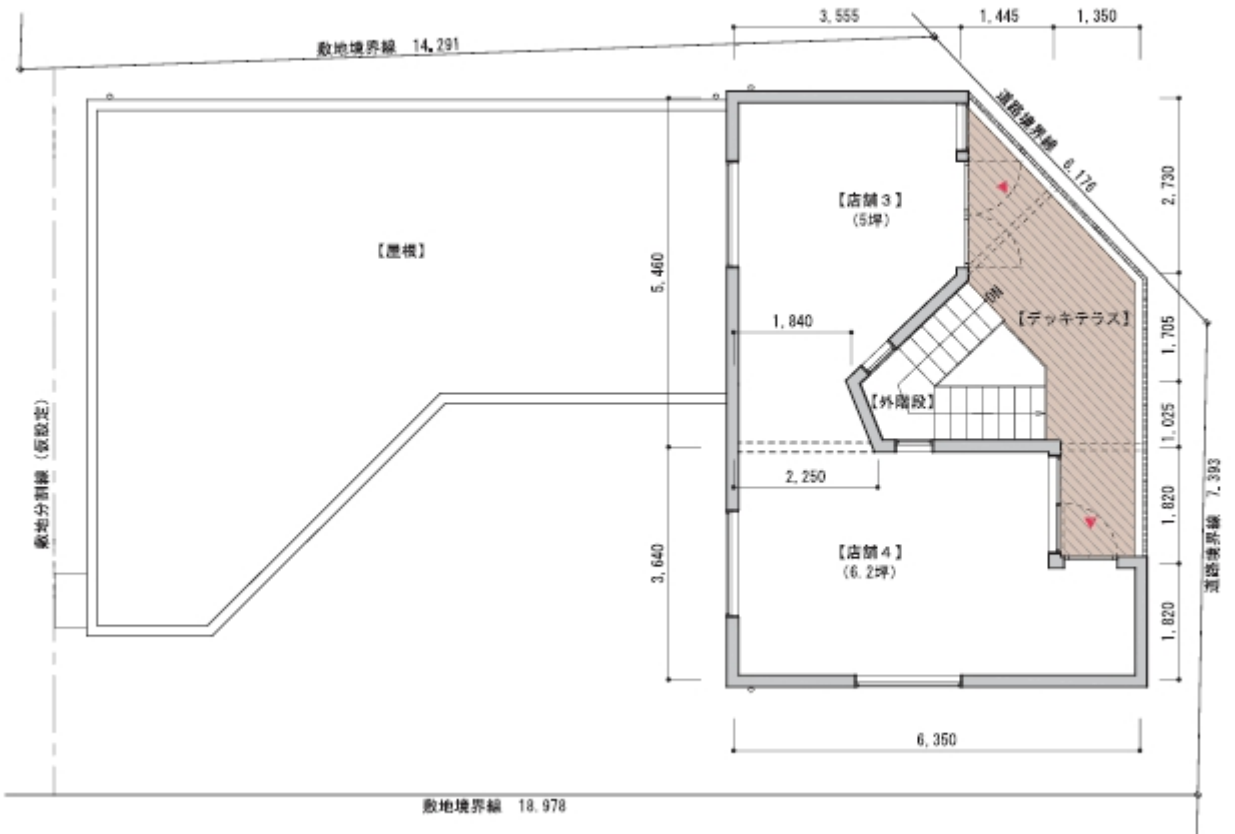 3,555
1,445
1,350
敷地境界線 14.291
道路境界線 6,176
2,730
【店舗3】
(5坪)
【屋根】
5,460
1,840
【デッキテラス】
1,705
【外階段】
1,025
敷地分割線 (仮設定)
2,250
1,820
道路境界線 7.393
【店舗4】
(6.2坪)
3,640
1,820
6,350
敷地境界線 18.978